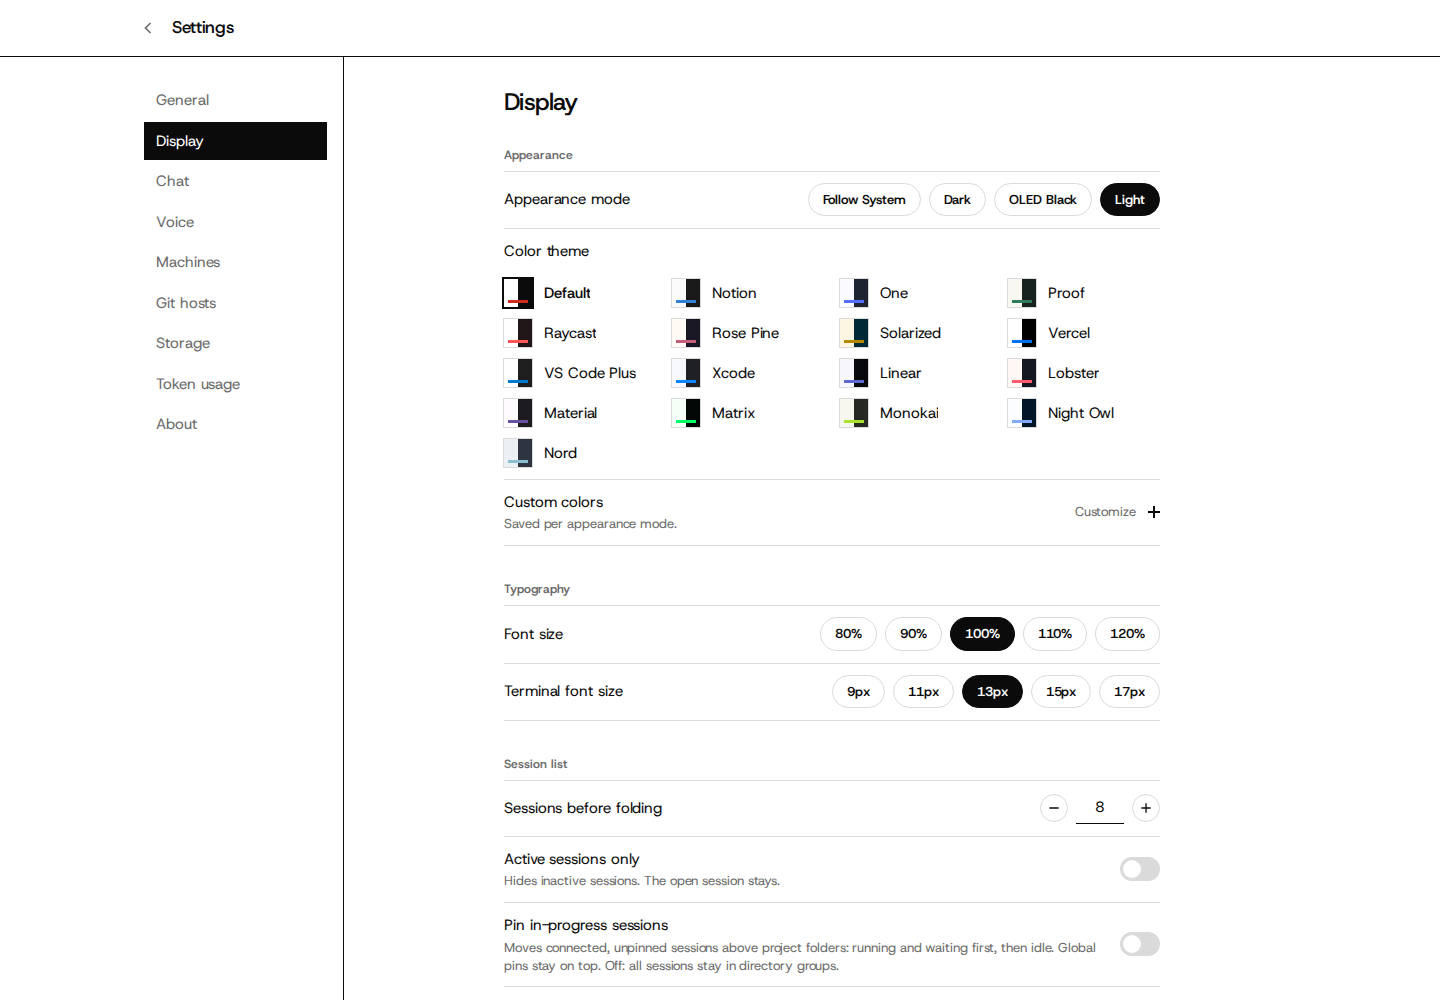 Settings
General
Display
Chat
Voice
Machines
Git hosts
Storage
Token usage
About
Display
Appearance
Appearance mode
Follow System
Dark
OLED Black
Light
Color theme
Default
Notion
One
Proof
Raycast
Rose Pine
Solarized
Vercel
VS Code Plus
Xcode
Linear
Lobster
Material
Matrix
Monokai
Night Owl
Nord
Custom colors
Saved per appearance mode.
Customize
Typography
Font size
80%
90%
100%
110%
120%
Terminal font size
9px
11px
13px
15px
17px
Session list
Sessions before folding
8
Active sessions only
Hides inactive sessions. The open session stays.
Pin in-progress sessions
Moves connected, unpinned sessions above project folders: running and waiting first, then idle. Global
pins stay on top. Off: all sessions stay in directory groups.